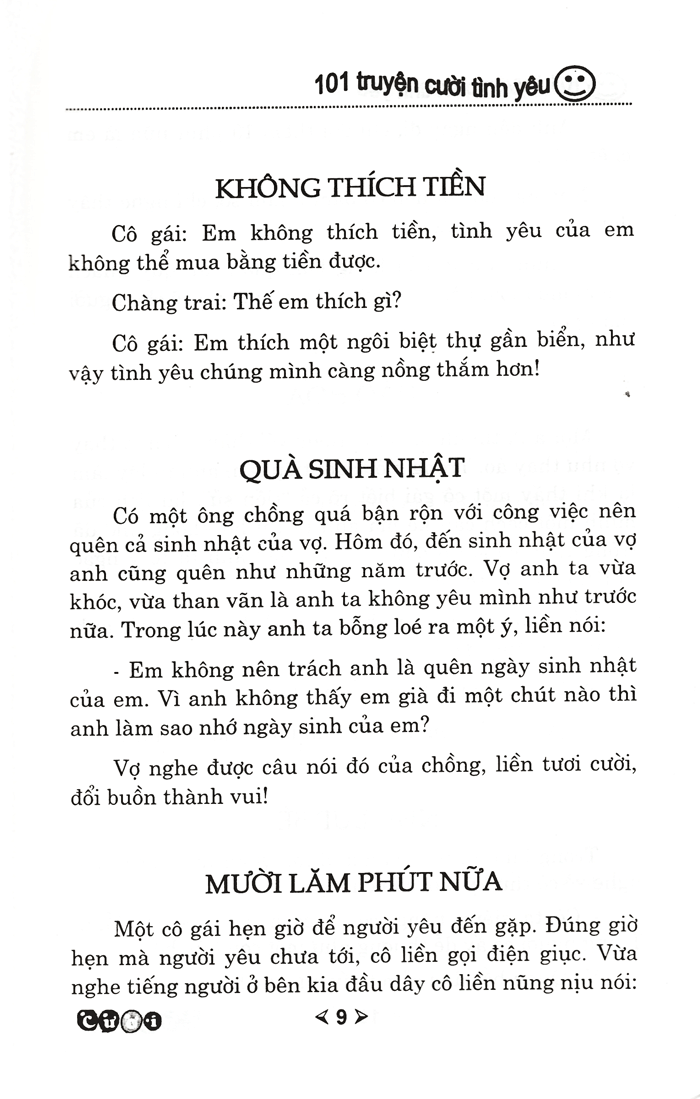 101 truyện cười tình yêu
KHÔNG THÍCH TIỀN
Cô gái: Em không thích tiền, tình yêu của em
không thể mua bằng tiền được.
Chàng trai: Thế em thích gì?
Cô gái: Em thích một ngôi biệt thự gần biển, như
vậy tình yêu chúng mình càng nồng thắm hơn!
QUÀ SINH NHẬT
Có một ông chồng quá bận rộn với công việc nên
quên cả sinh nhật của vợ. Hôm đó, đến sinh nhật của vợ
anh cũng quên như những năm trước. Vợ anh ta vừa
khóc, vừa than vãn là anh ta không yêu mình như trước
nữa. Trong lúc này anh ta bỗng loé ra một ý, liền nói:
- Em không nên trách anh là quên ngày sinh nhật
của em. Vì anh không thấy em già đi một chút nào thì
anh làm sao nhớ ngày sinh của em?
Vợ nghe được câu nói đó của chồng, liền tươi cười,
đổi buồn thành vui!
MƯỜI LĂM PHÚT NỮA
Một cô gái hẹn giờ để người yêu đến gặp. Đúng giờ
hẹn mà người yêu chưa tới, cô liền gọi điện giục. Vừa
nghe tiếng người ở bên kia đầu dây cô liền nũng nịu nói:
Cười
9